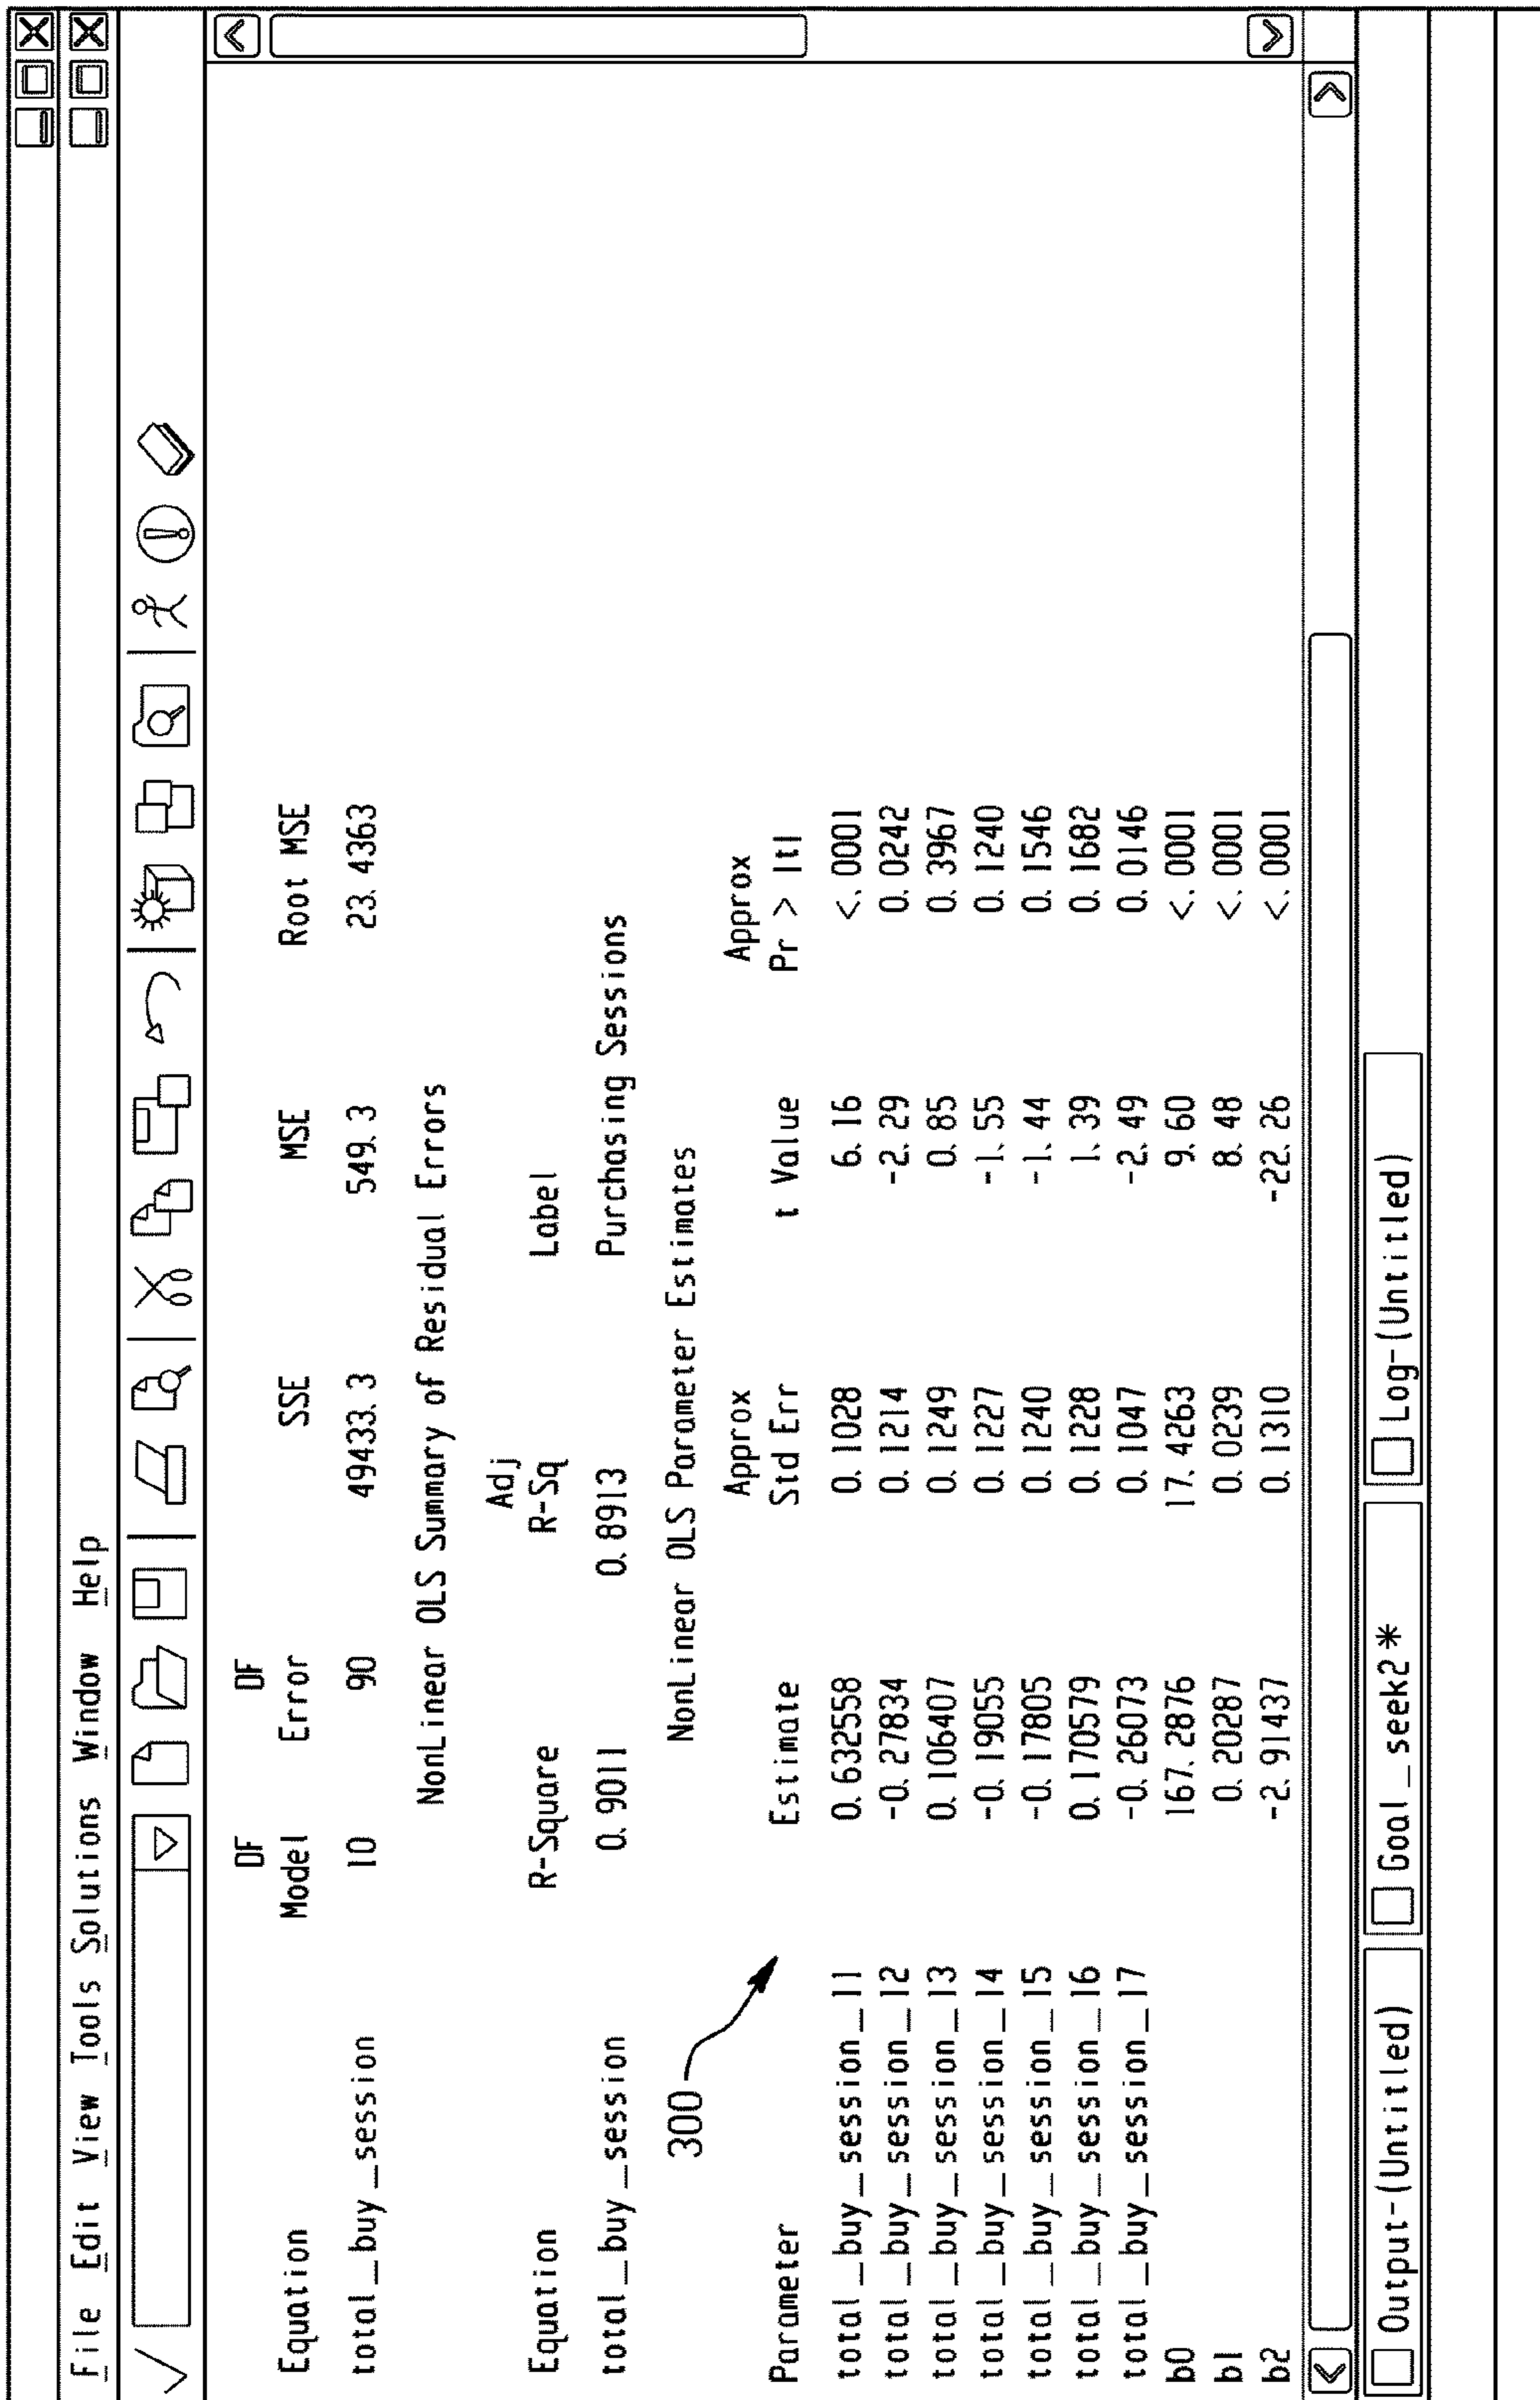 File Edit View Tools Solutions Window Help
DF DF
Equation Model Error SSE MSE Root MSE
total_buy_session 10 90 49433.3 549.3 23.4363
NonLinear OLS Summary of Residual Errors
Adj
Equation R-Square R-Sq Label
total_buy_session 0.9011 0.8913 Purchasing Sessions
300
NonLinear OLS Parameter Estimates
Approx Approx
Parameter Estimate Std Err t Value Pr > |t|
total_buy_session_l1 0.632558 0.1028 6.16 <.0001
total_buy_session_l2 -0.27834 0.1214 -2.29 0.0242
total_buy_session_l3 0.106407 0.1249 0.85 0.3967
total_buy_session_l4 -0.19055 0.1227 -1.55 0.1240
total_buy_session_l5 -0.17805 0.1240 -1.44 0.1546
total_buy_session_l6 0.170579 0.1228 1.39 0.1682
total_buy_session_l7 -0.26073 0.1047 -2.49 0.0146
b0 167.2876 17.4263 9.60 <.0001
b1 0.20287 0.0239 8.48 <.0001
b2 -2.91437 0.1310 -22.26 <.0001
Output-(Untitled) Goal_seek2* Log-(Untitled)